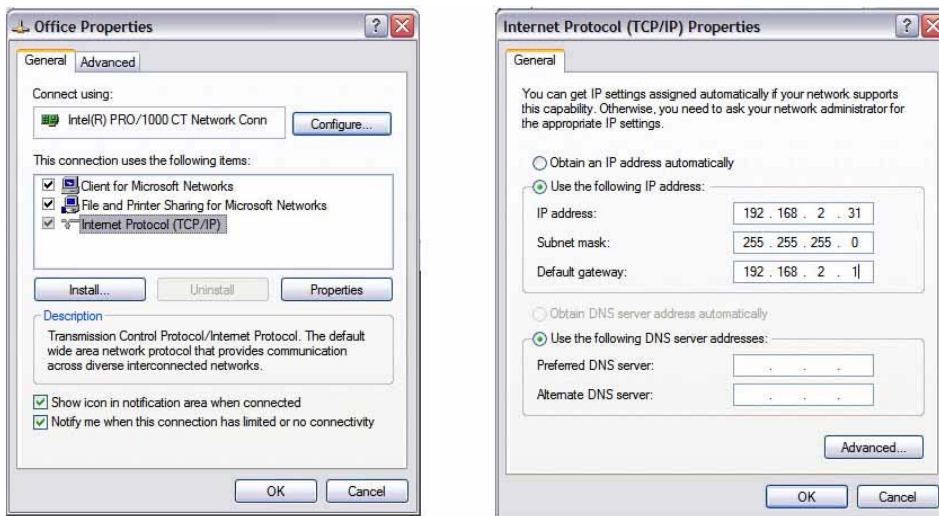 Office Properties
General Advanced
Connect using:
Intel(R) PRO/1000 CT Network Conn
Configure...
This connection uses the following items:
Client for Microsoft Networks
File and Printer Sharing for Microsoft Networks
Internet Protocol (TCP/IP)
Install... Uninstall Properties
Description
Transmission Control Protocol/Internet Protocol. The default
wide area network protocol that provides communication
across diverse interconnected networks.
Show icon in notification area when connected
Notify me when this connection has limited or no connectivity
OK Cancel
Internet Protocol (TCP/IP) Properties
General
You can get IP settings assigned automatically if your network supports
this capability. Otherwise, you need to ask your network administrator for
the appropriate IP settings.
Obtain an IP address automatically
Use the following IP address:
IP address: 192 . 168 . 2 . 31
Subnet mask: 255 . 255 . 255 . 0
Default gateway: 192 . 168 . 2 . 1
Obtain DNS server address automatically
Use the following DNS server addresses:
Preferred DNS server: . . .
Alternate DNS server: . . .
Advanced...
OK Cancel